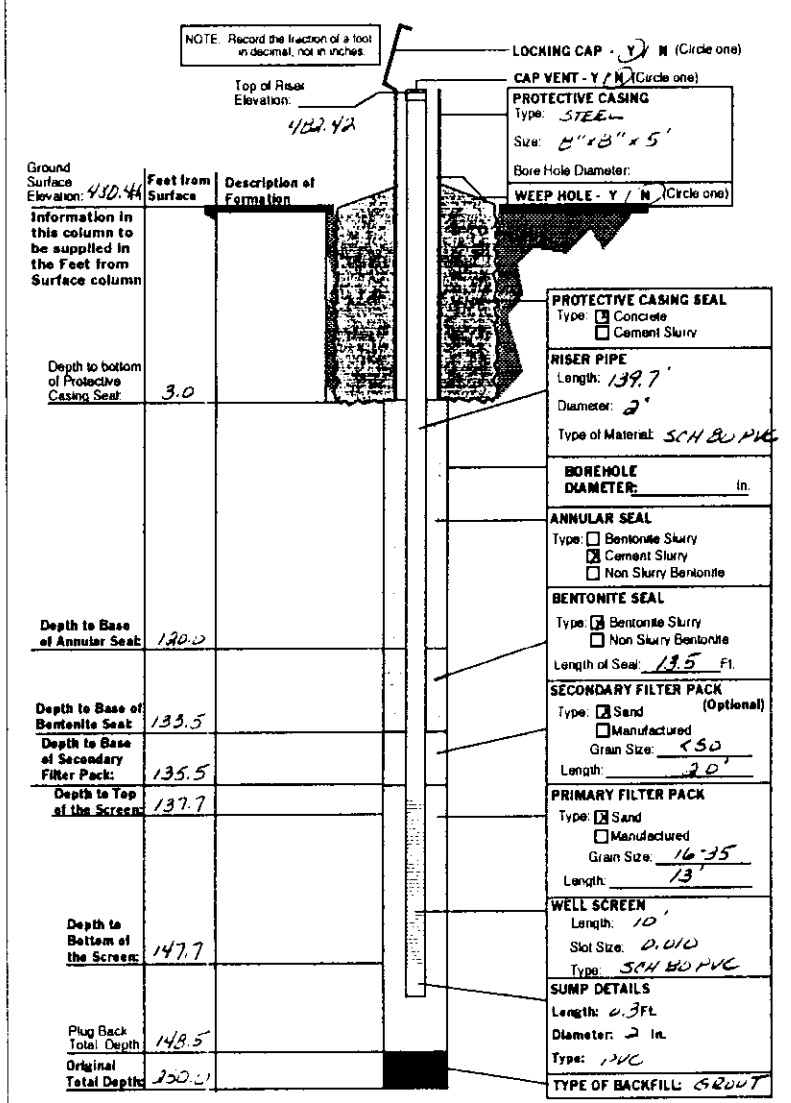 NOTE: Record the fraction of a foot
in decimal, not in inches.
LOCKING CAP - Y / N (Circle one)
CAP VENT - Y / N (Circle one)
Top of Riser
Elevation:
482.42
PROTECTIVE CASING
Type: STEEL
Size: 8" x 8" x 5'
Bore Hole Diameter:
WEEP HOLE - Y / N (Circle one)
Ground
Surface
Elevation: 480.44
Feet from
Surface
Description of
Formation
Information in
this column to
be supplied in
the Feet from
Surface column
PROTECTIVE CASING SEAL
Type: X Concrete
Cement Slurry
Depth to bottom
of Protective
Casing Seal: 3.0
RISER PIPE
Length: 139.7'
Diameter: 2"
Type of Material: SCH 80 PVC
BOREHOLE
DIAMETER: in.
ANNULAR SEAL
Type: Bentonite Slurry
X Cement Slurry
Non Slurry Bentonite
Depth to Base
of Annular Seal: 120.0
BENTONITE SEAL
Type: X Bentonite Slurry
Non Slurry Bentonite
Length of Seal: 13.5 Ft.
Depth to Base of
Bentonite Seal: 133.5
SECONDARY FILTER PACK
(Optional)
Type: X Sand
Manufactured
Grain Size: <50
Length: 2.0'
Depth to Base
of Secondary
Filter Pack: 135.5
Depth to Top
of the Screen: 137.7
PRIMARY FILTER PACK
Type: X Sand
Manufactured
Grain Size: 16-35
Length: 13'
WELL SCREEN
Length: 10'
Slot Size: 0.010
Type: SCH 80 PVC
Depth to
Bottom of
the Screen: 147.7
SUMP DETAILS
Length: 0.3 Ft.
Diameter: 2 In.
Type: PVC
Plug Back
Total Depth 148.5
Original
Total Depth: 250.0
TYPE OF BACKFILL: GROUT